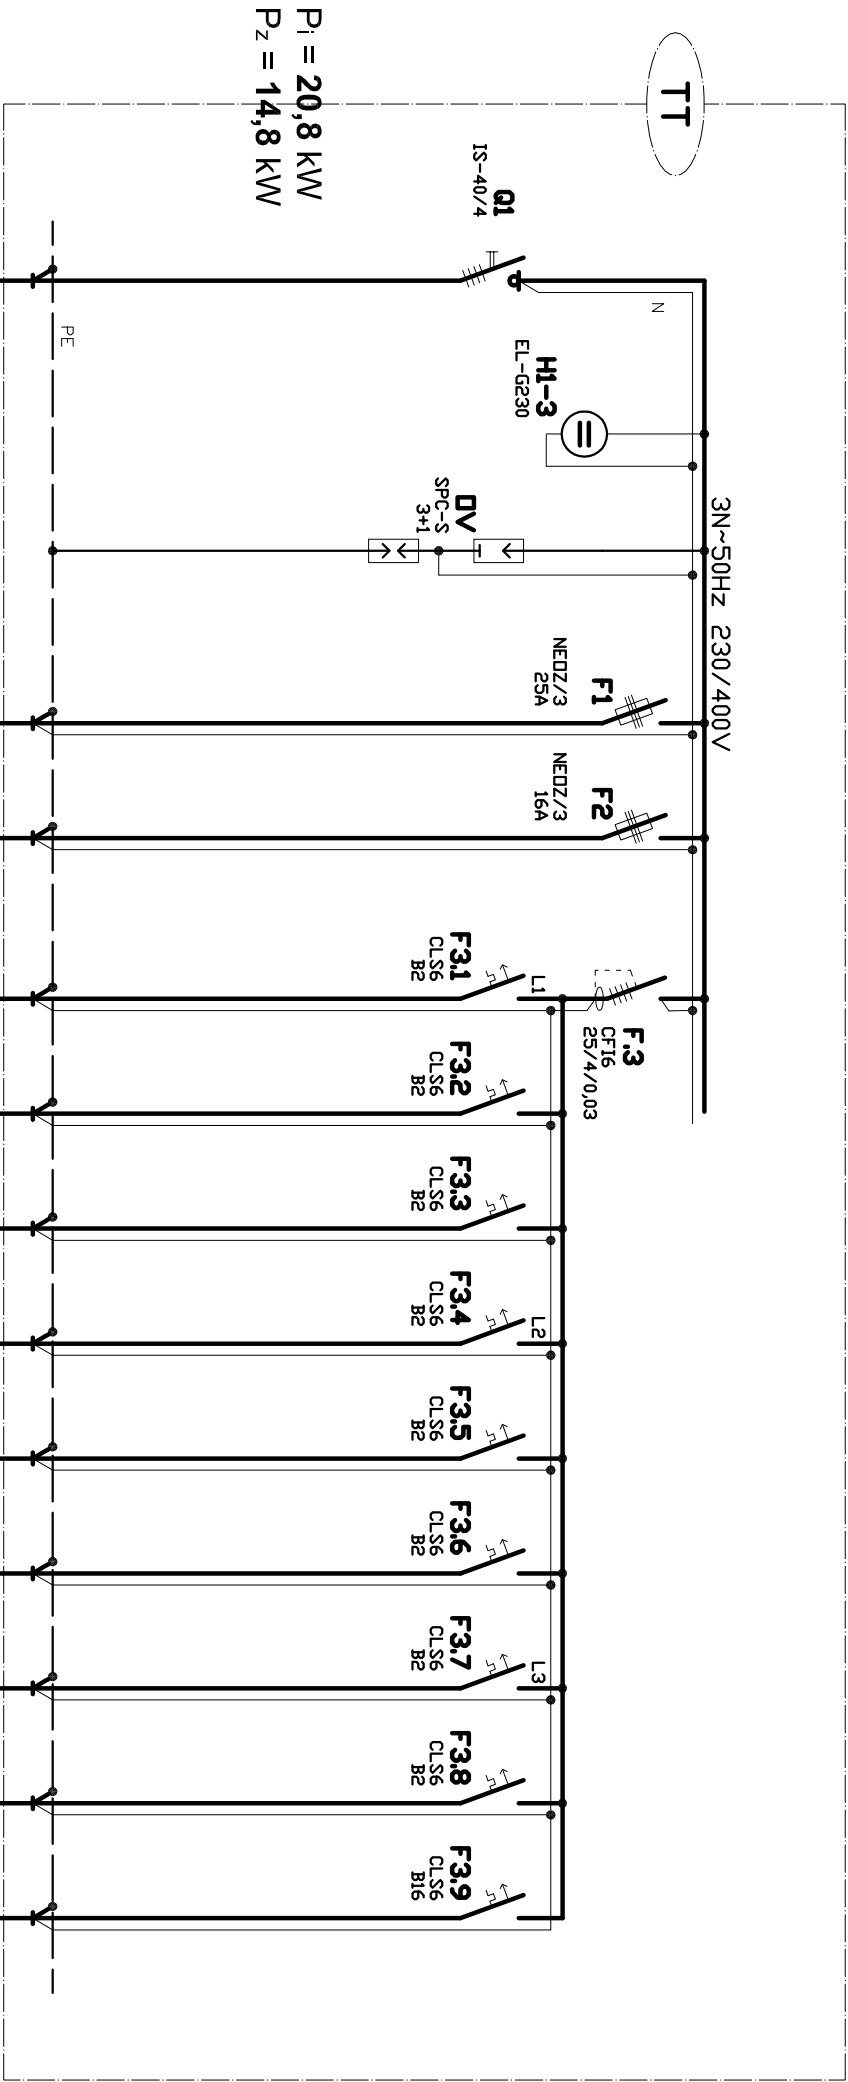 TT
Pi = 20,8 kW
Pz = 14,8 kW
3N~50Hz 230/400V
N
Q1
IS-40/4
H1-3
EL-G230
OV
SPC-S
3+1
F1
NEOZ/3
25A
F2
NEOZ/3
16A
F.3
CFI6
25/4/0,03
L1
F3.1
CLS6
B2
F3.2
CLS6
B2
F3.3
CLS6
B2
L2
F3.4
CLS6
B2
F3.5
CLS6
B2
F3.6
CLS6
B2
L3
F3.7
CLS6
B2
F3.8
CLS6
B2
F3.9
CLS6
B16
PE